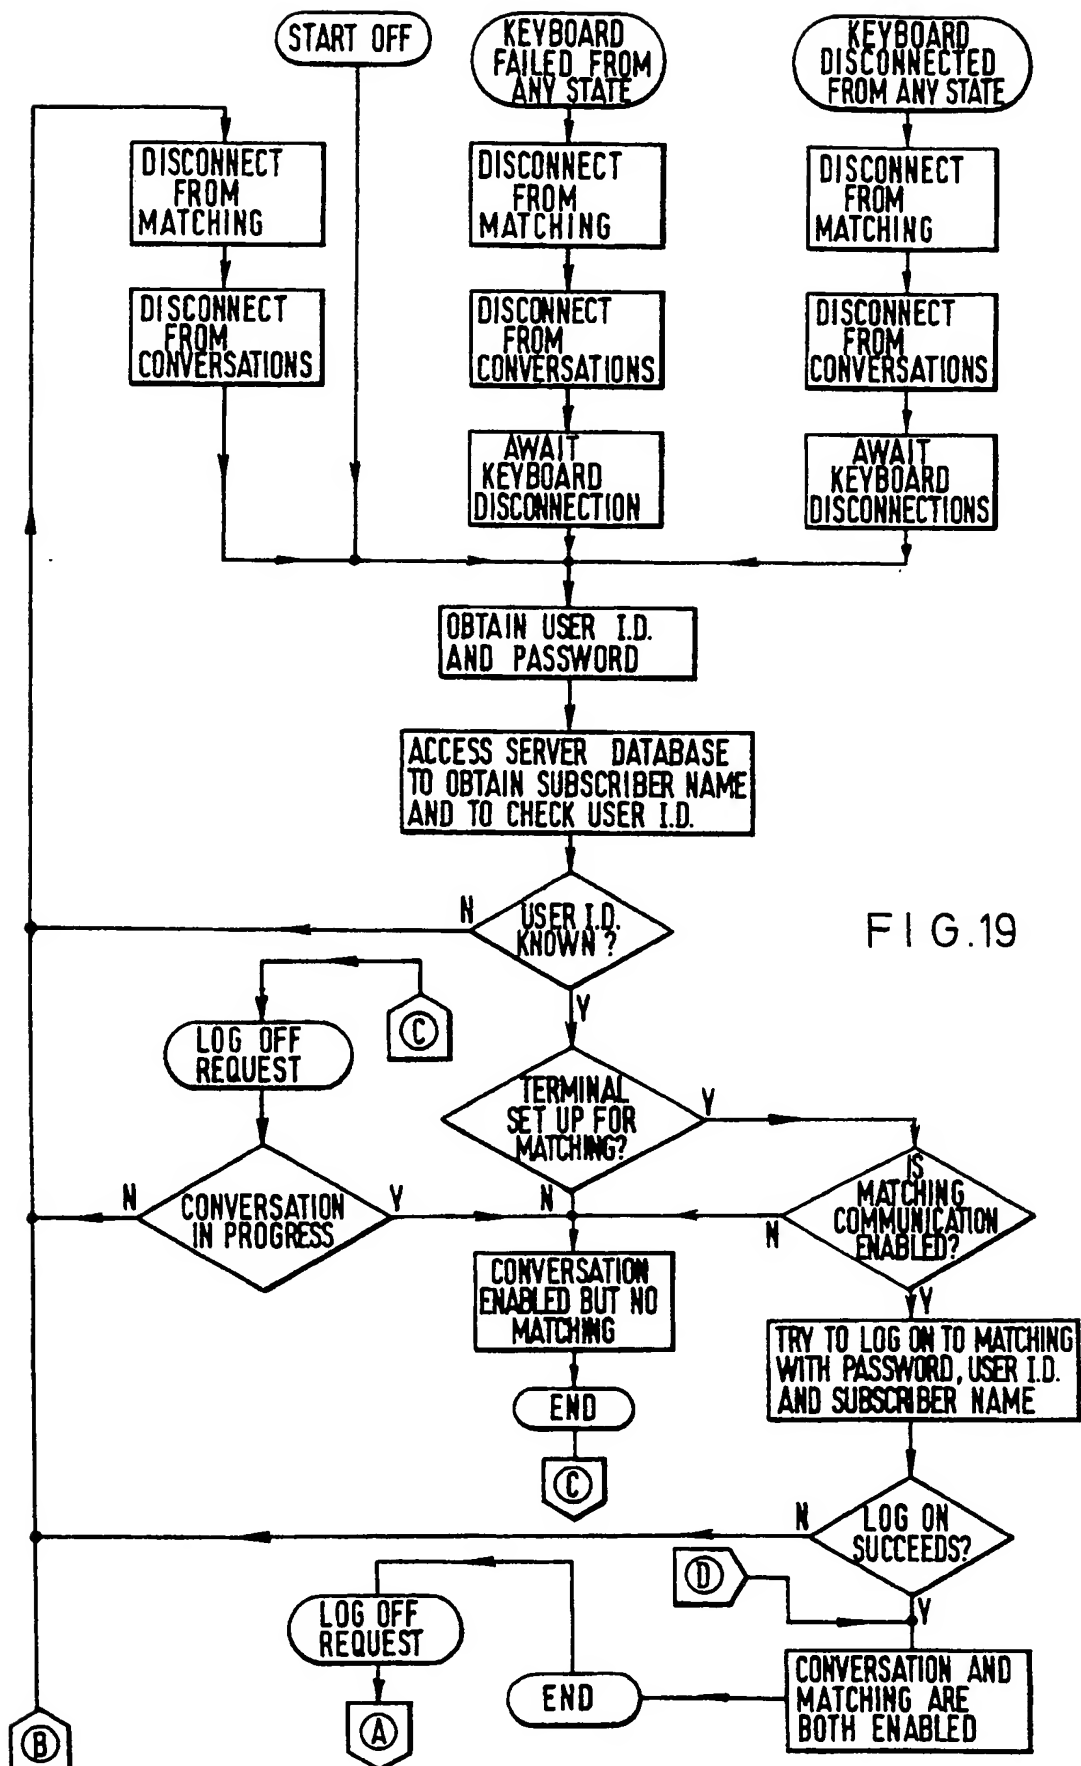 START OFF
KEYBOARD
FAILED FROM
ANY STATE
KEYBOARD
DISCONNECTED
FROM ANY STATE
DISCONNECT
FROM
MATCHING
DISCONNECT
FROM
MATCHING
DISCONNECT
FROM
MATCHING
DISCONNECT
FROM
CONVERSATIONS
DISCONNECT
FROM
CONVERSATIONS
DISCONNECT
FROM
CONVERSATIONS
AWAIT
KEYBOARD
DISCONNECTION
AWAIT
KEYBOARD
DISCONNECTIONS
OBTAIN USER I.D.
AND PASSWORD
ACCESS SERVER DATABASE
TO OBTAIN SUBSCRIBER NAME
AND TO CHECK USER I.D.
N
USER I.D.
KNOWN ?
Y
FIG.19
C
LOG OFF
REQUEST
TERMINAL
SET UP FOR
MATCHING?
Y
N
N
CONVERSATION
IN PROGRESS
Y
IS
MATCHING
COMMUNICATION
ENABLED?
N
Y
CONVERSATION
ENABLED BUT NO
MATCHING
TRY TO LOG ON TO MATCHING
WITH PASSWORD, USER I.D.
AND SUBSCRIBER NAME
END
C
N
LOG ON
SUCCEEDS?
Y
D
LOG OFF
REQUEST
END
CONVERSATION AND
MATCHING ARE
BOTH ENABLED
B
A